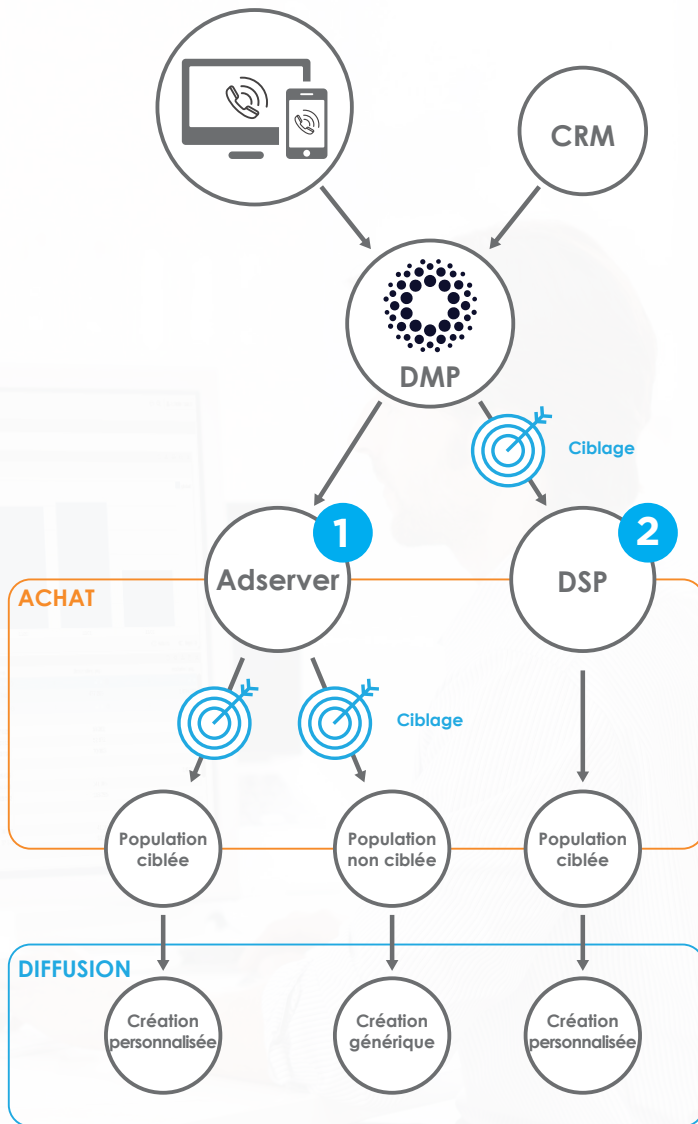 CRM
DMP
Ciblage
1
2
Adserver
DSP
ACHAT
Ciblage
Population
ciblée
Population
non ciblée
Population
ciblée
DIFFUSION
Création
personnalisée
Création
générique
Création
personnalisée